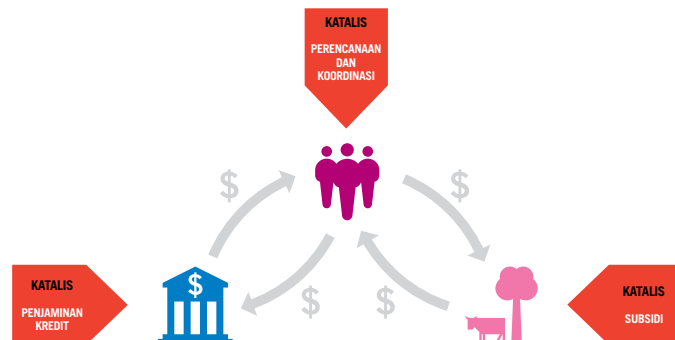 KATALIS
PERENCANAAN
DAN
KOORDINASI
$
$
KATALIS
PENJAMINAN
KREDIT
$
$
$
KATALIS
SUBSIDI